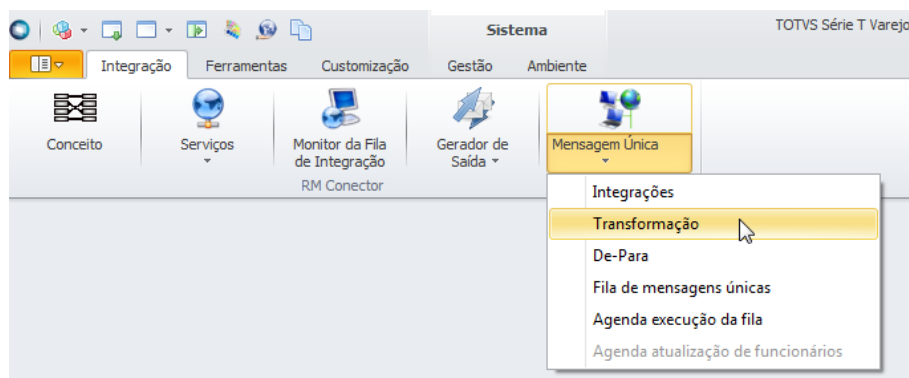 Sistema
TOTVS Série T Varejo
Integração Ferramentas Customização Gestão Ambiente
Conceito
Serviços
Monitor da Fila
de Integração
Gerador de
Saída
Mensagem Única
RM Conector
Integrações
Transformação
De-Para
Fila de mensagens únicas
Agenda execução da fila
Agenda atualização de funcionários